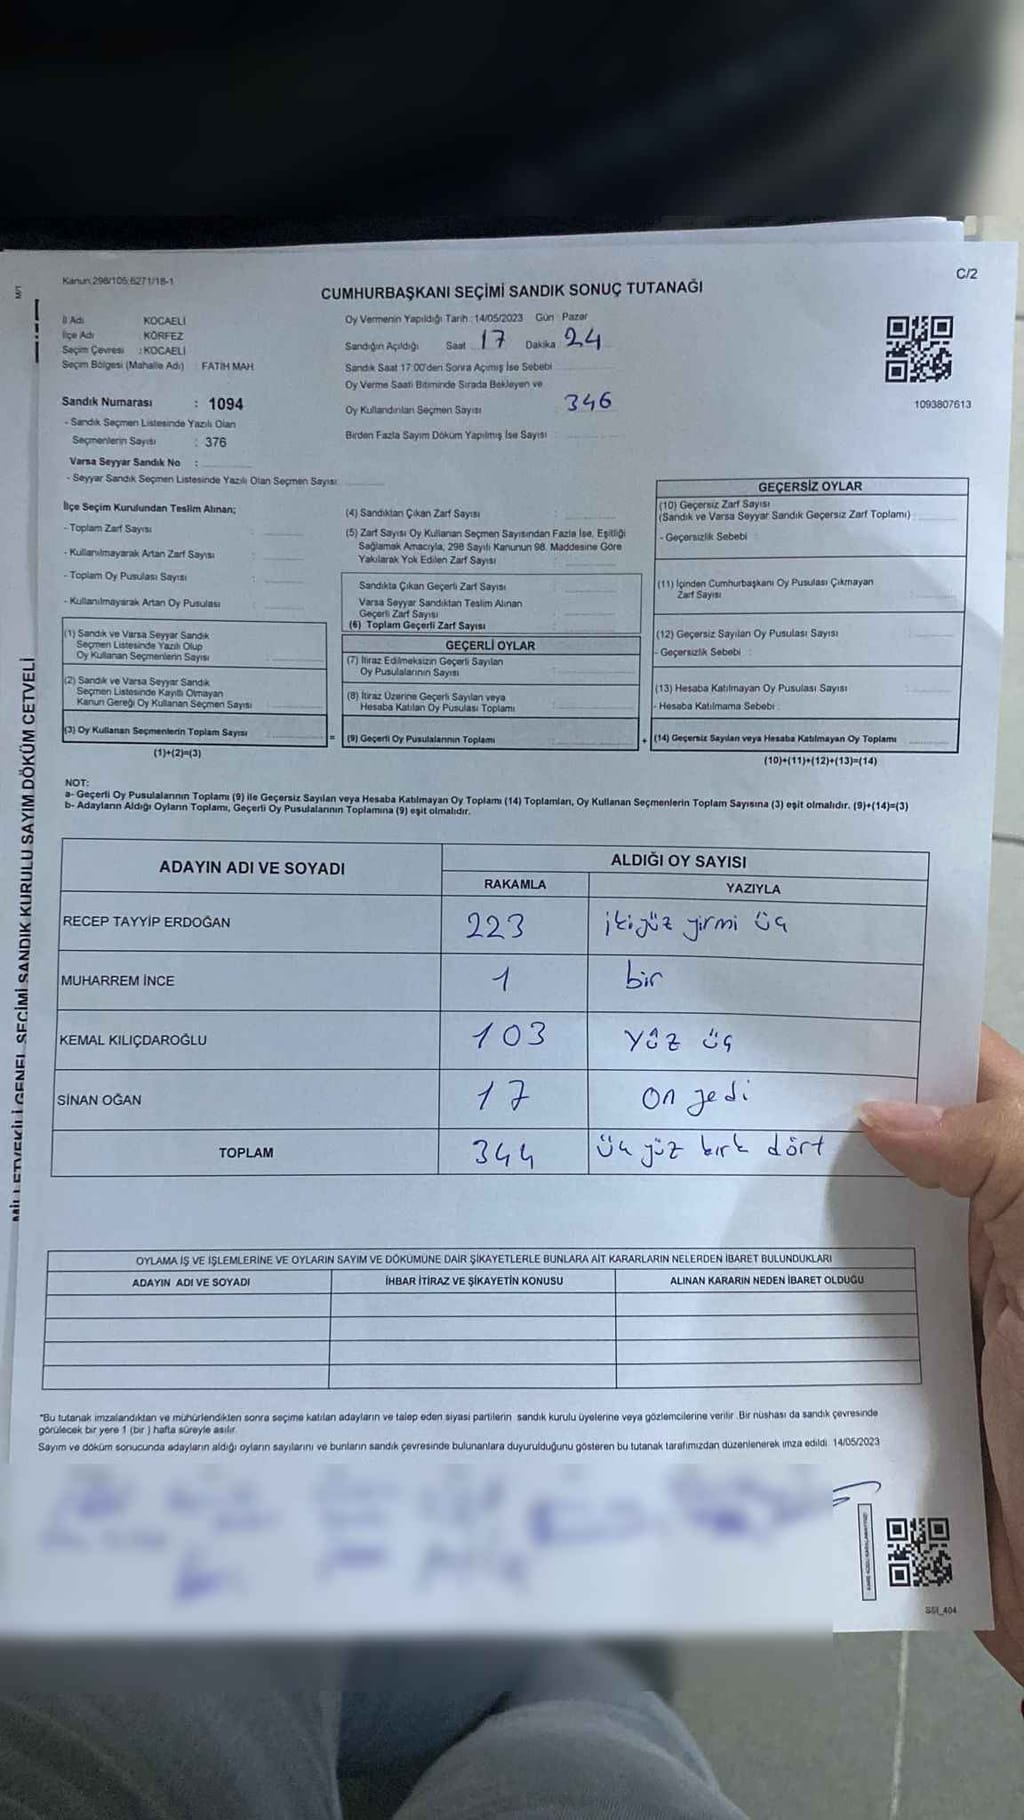 Kanun:298/105;6271/18-1
C/2
CUMHURBAŞKANI SEÇİMİ SANDIK SONUÇ TUTANAĞI
İl Adı KOCAELİ
İlçe Adı KÖRFEZ
Seçim Çevresi : KOCAELİ
Seçim Bölgesi (Mahalle Adı) : FATİH MAH
Sandık Numarası : 1094
- Sandık Seçmen Listesinde Yazılı Olan
Seçmenlerin Sayısı : 376
Varsa Seyyar Sandık No :
- Seyyar Sandık Seçmen Listesinde Yazılı Olan Seçmen Sayısı:
Oy Vermenin Yapıldığı Tarih : 14/05/2023 Gün : Pazar
Sandığın Açıldığı Saat 17 Dakika 24
Sandık Saat 17:00'den Sonra Açımış İse Sebebi
Oy Verme Saati Bitiminde Sırada Bekleyen ve
Oy Kullandırılan Seçmen Sayısı 346
Birden Fazla Sayım Döküm Yapılmış İse Sayısı :
1093807613
İlçe Seçim Kurulundan Teslim Alınan;
- Toplam Zarf Sayısı
- Kullanılmayarak Artan Zarf Sayısı
- Toplam Oy Pusulası Sayısı
- Kullanılmayarak Artan Oy Pusulası
(1) Sandık ve Varsa Seyyar Sandık
Seçmen Listesinde Yazılı Olup
Oy Kullanan Seçmenlerin Sayısı
(2) Sandık ve Varsa Seyyar Sandık
Seçmen Listesinde Kayıtlı Olmayan
Kanun Gereği Oy Kullanan Seçmen Sayısı
(3) Oy Kullanan Seçmenlerin Toplam Sayısı
(1)+(2)=(3)
(4) Sandıktan Çıkan Zarf Sayısı
(5) Zarf Sayısı Oy Kullanan Seçmen Sayısından Fazla İse, Eşitliği
Sağlamak Amacıyla; 298 Sayılı Kanunun 98. Maddesine Göre
Yakılarak Yok Edilen Zarf Sayısı
Sandıkta Çıkan Geçerli Zarf Sayısı
Varsa Seyyar Sandıktan Teslim Alınan
Geçerli Zarf Sayısı
(6) Toplam Geçerli Zarf Sayısı
GEÇERLİ OYLAR
(7) İtiraz Edilmeksizin Geçerli Sayılan
Oy Pusulalarının Sayısı
(8) İtiraz Üzerine Geçerli Sayılan veya
Hesaba Katılan Oy Pusulası Toplamı
= (9) Geçerli Oy Pusulalarının Toplamı
GEÇERSİZ OYLAR
(10) Geçersiz Zarf Sayısı
(Sandık ve Varsa Seyyar Sandık Geçersiz Zarf Toplamı)
- Geçersizlik Sebebi
(11) İçinden Cumhurbaşkanı Oy Pusulası Çıkmayan
Zarf Sayısı
(12) Geçersiz Sayılan Oy Pusulası Sayısı
- Geçersizlik Sebebi :
(13) Hesaba Katılmayan Oy Pusulası Sayısı
- Hesaba Katılmama Sebebi :
+ (14) Geçersiz Sayılan veya Hesaba Katılmayan Oy Toplamı
(10)+(11)+(12)+(13)=(14)
NOT:
a- Geçerli Oy Pusulalarının Toplamı (9) ile Geçersiz Sayılan veya Hesaba Katılmayan Oy Toplamı (14) Toplamları, Oy Kullanan Seçmenlerin Toplam Sayısına (3) eşit olmalıdır. (9)+(14)=(3)
b- Adayların Aldığı Oyların Toplamı, Geçerli Oy Pusulalarının Toplamına (9) eşit olmalıdır.
ADAYIN ADI VE SOYADI ALDIĞI OY SAYISI
RAKAMLA YAZIYLA
RECEP TAYYİP ERDOĞAN 223 ikiyüz yirmi üç
MUHARREM İNCE 1 bir
KEMAL KILIÇDAROĞLU 103 yüz üç
SİNAN OĞAN 17 on yedi
TOPLAM 344 üç yüz kırk dört
OYLAMA İŞ VE İŞLEMLERİNE VE OYLARIN SAYIM VE DÖKÜMÜNE DAİR ŞİKAYETLERLE BUNLARA AİT KARARLARIN NELERDEN İBARET BULUNDUKLARI
ADAYIN ADI VE SOYADI İHBAR İTİRAZ VE ŞİKAYETİN KONUSU ALINAN KARARIN NEDEN İBARET OLDUĞU
"Bu tutanak imzalandıktan ve mühürlendikten sonra seçime katılan adayların ve talep eden siyasi partilerin sandık kurulu üyelerine veya gözlemcilerine verilir. Bir nüshası da sandık çevresinde
görülecek bir yere 1 (bir ) hafta süreyle asılır.
Sayım ve döküm sonucunda adayların aldığı oyların sayılarını ve bunların sandık çevresinde bulunanlara duyurulduğunu gösteren bu tutanak tarafımızdan düzenlenerek imza edildi. 14/05/2023
SSI_404
MİLLETVEKİLİ GENEL SEÇİMİ SANDIK KURULU SAYIM DÖKÜM CETVELİ